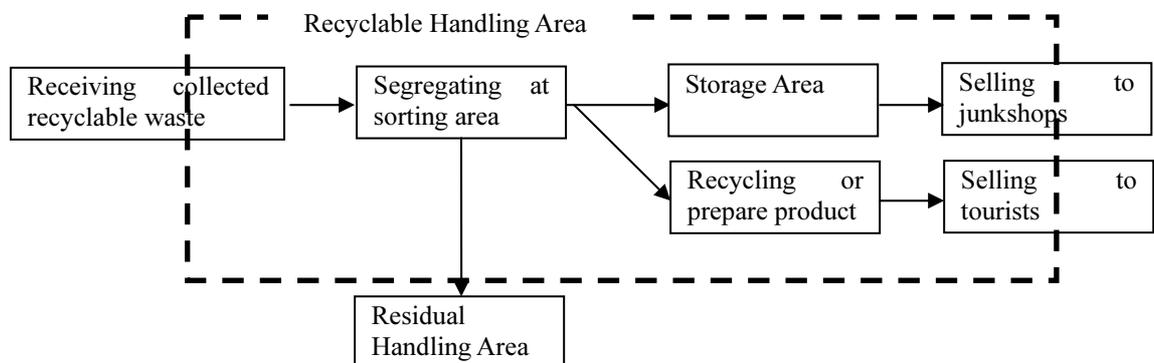 Recyclable Handling Area
Receiving collected
recyclable waste
Segregating at
sorting area
Storage Area
Selling to
junkshops
Recycling or
prepare product
Selling to
tourists
Residual
Handling Area